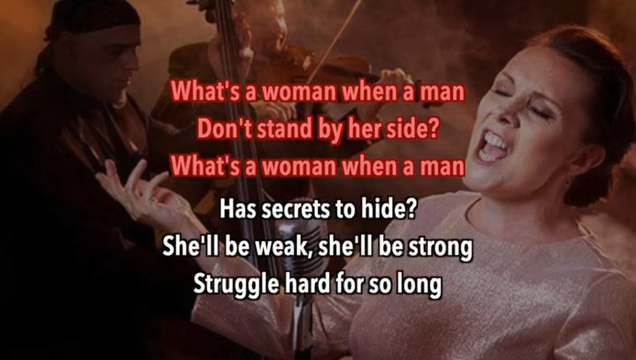 What's a woman when a man
Don't stand by her side?
What's a woman when a man
Has secrets to hide?
She'll be weak, she'll be strong
Struggle hard for so long